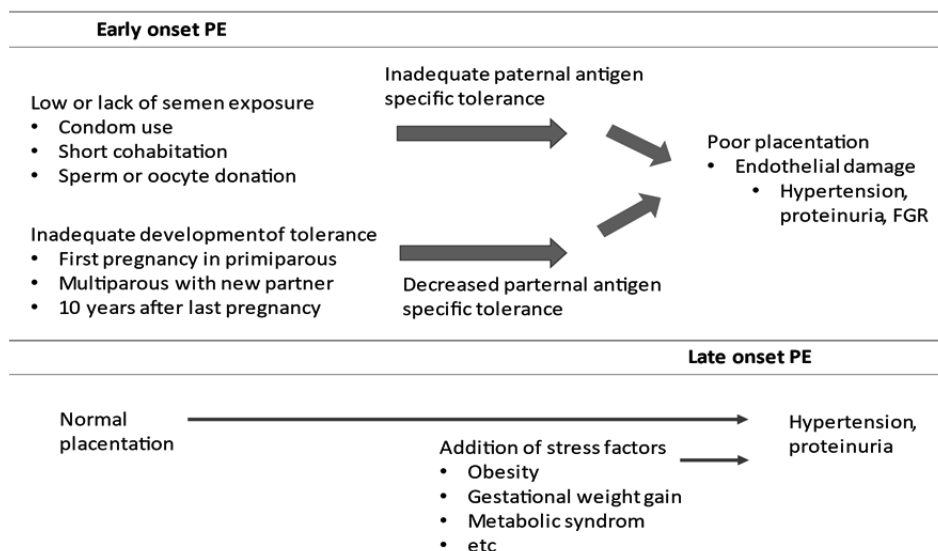 Early onset PE
Inadequate paternal antigen
specific tolerance
Low or lack of semen exposure
• Condom use
• Short cohabitation
• Sperm or oocyte donation
Poor placentation
• Endothelial damage
• Hypertension,
proteinuria, FGR
Inadequate developmentof tolerance
• First pregnancy in primiparous
• Multiparous with new partner
• 10 years after last pregnancy
Decreased parternal antigen
specific tolerance
Late onset PE
Normal
placentation
Hypertension,
proteinuria
Addition of stress factors
• Obesity
• Gestational weight gain
• Metabolic syndrom
• etc